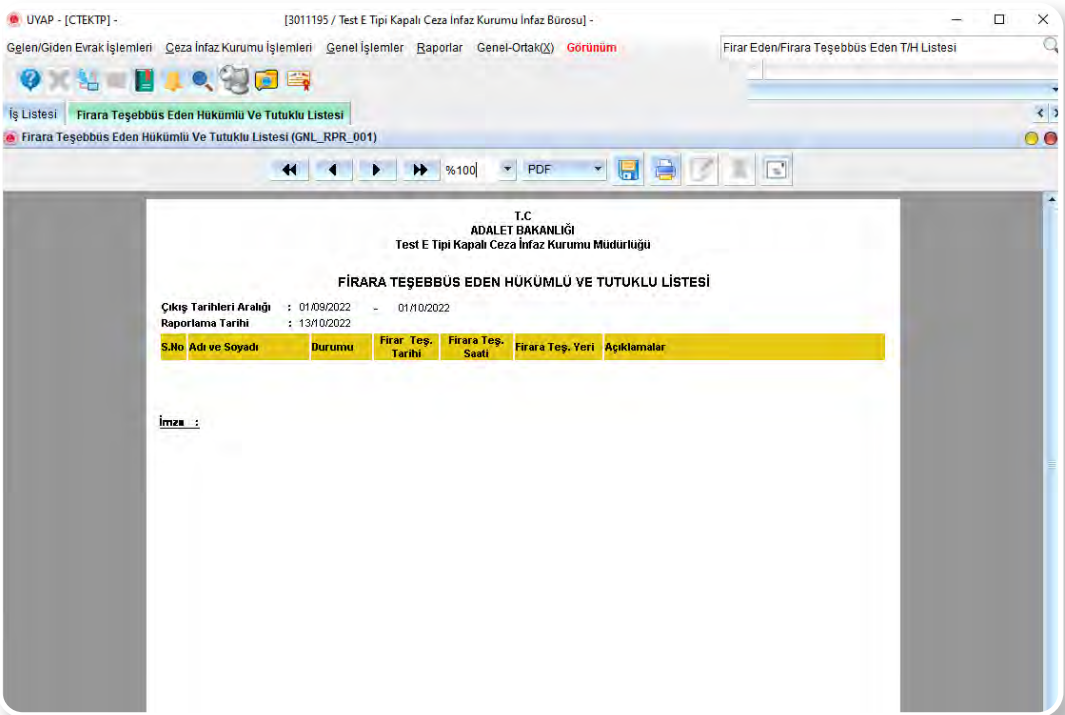 UYAP - [CTEKTP] - [3011195 / Test E Tipi Kapalı Ceza İnfaz Kurumu İnfaz Bürosu] -
Gelen/Giden Evrak İşlemleri Ceza İnfaz Kurumu İşlemleri Genel İşlemler Raporlar Genel-Ortak(X) Görünüm Firar Eden/Firara Teşebbüs Eden T/H Listesi
İş Listesi Firara Teşebbüs Eden Hükümlü Ve Tutuklu Listesi
Firara Teşebbüs Eden Hükümlü Ve Tutuklu Listesi (GNL_RPR_001)
%100 PDF
T.C
ADALET BAKANLIĞI
Test E Tipi Kapalı Ceza İnfaz Kurumu Müdürlüğü
FİRARA TEŞEBBÜS EDEN HÜKÜMLÜ VE TUTUKLU LİSTESİ
Çıkış Tarihleri Aralığı : 01/09/2022 - 01/10/2022
Raporlama Tarihi : 13/10/2022
S.No Adı ve Soyadı Durumu Firar Teş. Tarihi Firara Teş. Saati Firara Teş. Yeri Açıklamalar
İmza :